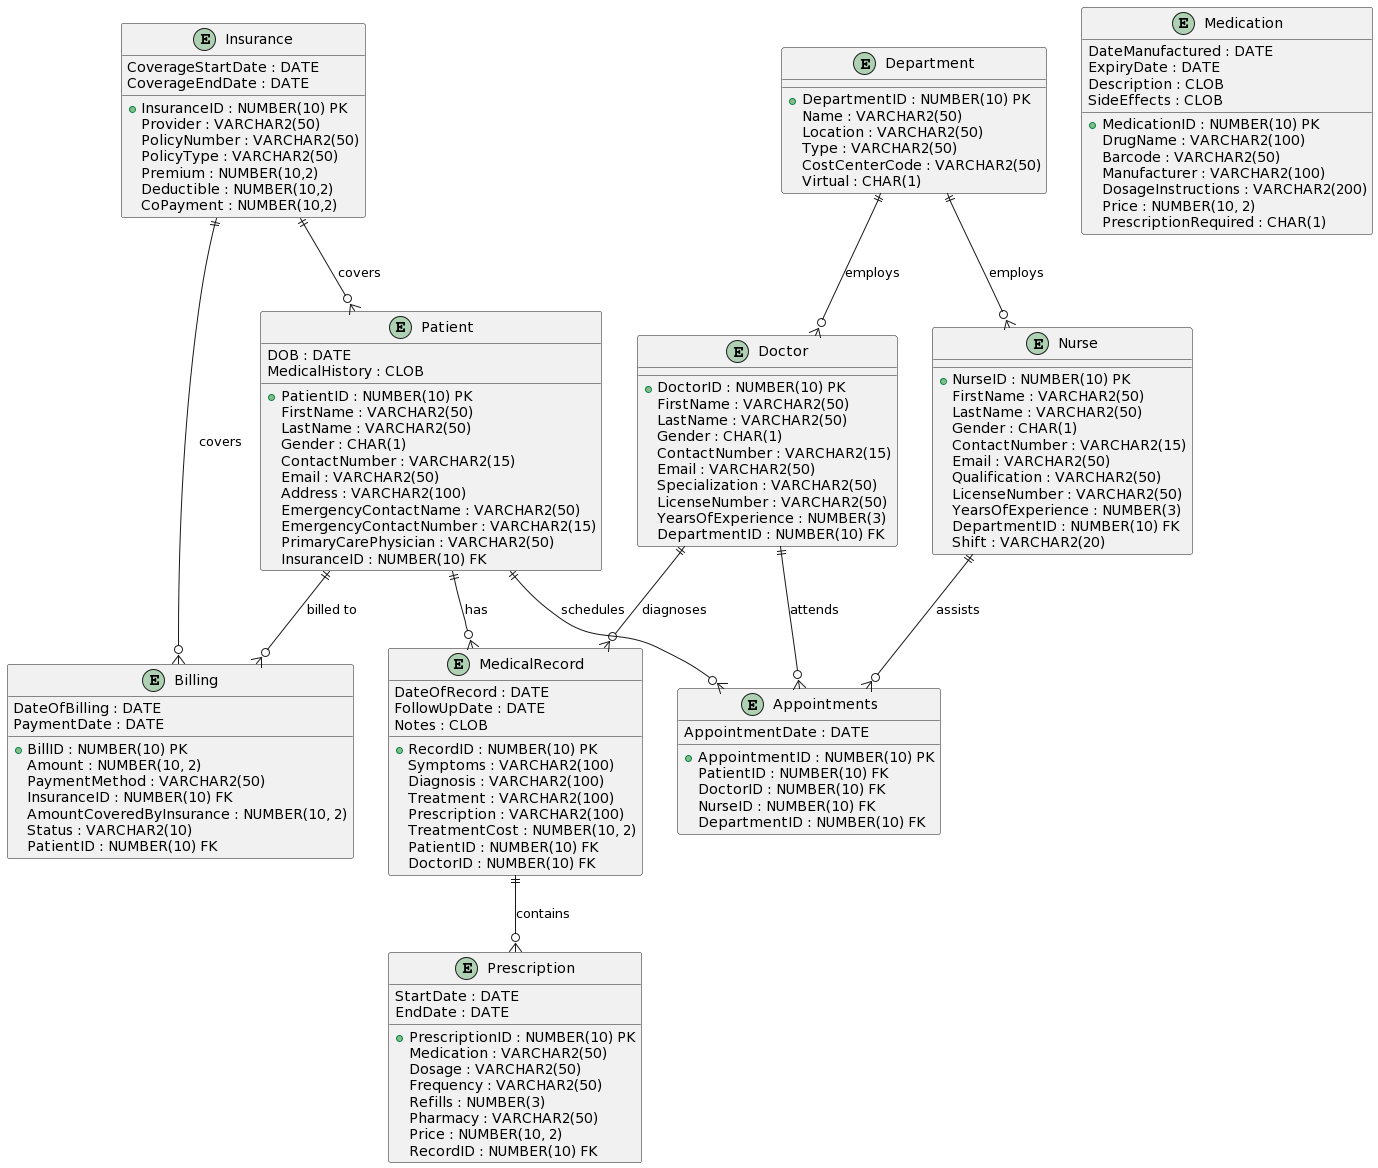 E Insurance
CoverageStartDate : DATE
CoverageEndDate : DATE
InsuranceID : NUMBER(10) PK
Provider : VARCHAR2(50)
PolicyNumber : VARCHAR2(50)
PolicyType : VARCHAR2(50)
Premium : NUMBER(10,2)
Deductible : NUMBER(10,2)
CoPayment : NUMBER(10,2)
E Department
DepartmentID : NUMBER(10) PK
Name : VARCHAR2(50)
Location : VARCHAR2(50)
Type : VARCHAR2(50)
CostCenterCode : VARCHAR2(50)
Virtual : CHAR(1)
E Medication
DateManufactured : DATE
ExpiryDate : DATE
Description : CLOB
SideEffects : CLOB
MedicationID : NUMBER(10) PK
DrugName : VARCHAR2(100)
Barcode : VARCHAR2(50)
Manufacturer : VARCHAR2(100)
DosageInstructions : VARCHAR2(200)
Price : NUMBER(10, 2)
PrescriptionRequired : CHAR(1)
covers
employs
employs
E Patient
DOB : DATE
MedicalHistory : CLOB
PatientID : NUMBER(10) PK
FirstName : VARCHAR2(50)
LastName : VARCHAR2(50)
Gender : CHAR(1)
ContactNumber : VARCHAR2(15)
Email : VARCHAR2(50)
Address : VARCHAR2(100)
EmergencyContactName : VARCHAR2(50)
EmergencyContactNumber : VARCHAR2(15)
PrimaryCarePhysician : VARCHAR2(50)
InsuranceID : NUMBER(10) FK
E Doctor
DoctorID : NUMBER(10) PK
FirstName : VARCHAR2(50)
LastName : VARCHAR2(50)
Gender : CHAR(1)
ContactNumber : VARCHAR2(15)
Email : VARCHAR2(50)
Specialization : VARCHAR2(50)
LicenseNumber : VARCHAR2(50)
YearsOfExperience : NUMBER(3)
DepartmentID : NUMBER(10) FK
E Nurse
NurseID : NUMBER(10) PK
FirstName : VARCHAR2(50)
LastName : VARCHAR2(50)
Gender : CHAR(1)
ContactNumber : VARCHAR2(15)
Email : VARCHAR2(50)
Qualification : VARCHAR2(50)
LicenseNumber : VARCHAR2(50)
YearsOfExperience : NUMBER(3)
DepartmentID : NUMBER(10) FK
Shift : VARCHAR2(20)
covers
billed to
has
schedules
diagnoses
attends
assists
E Billing
DateOfBilling : DATE
PaymentDate : DATE
BillID : NUMBER(10) PK
Amount : NUMBER(10, 2)
PaymentMethod : VARCHAR2(50)
InsuranceID : NUMBER(10) FK
AmountCoveredByInsurance : NUMBER(10, 2)
Status : VARCHAR2(10)
PatientID : NUMBER(10) FK
E MedicalRecord
DateOfRecord : DATE
FollowUpDate : DATE
Notes : CLOB
RecordID : NUMBER(10) PK
Symptoms : VARCHAR2(100)
Diagnosis : VARCHAR2(100)
Treatment : VARCHAR2(100)
Prescription : VARCHAR2(100)
TreatmentCost : NUMBER(10, 2)
PatientID : NUMBER(10) FK
DoctorID : NUMBER(10) FK
E Appointments
AppointmentDate : DATE
AppointmentID : NUMBER(10) PK
PatientID : NUMBER(10) FK
DoctorID : NUMBER(10) FK
NurseID : NUMBER(10) FK
DepartmentID : NUMBER(10) FK
contains
E Prescription
StartDate : DATE
EndDate : DATE
PrescriptionID : NUMBER(10) PK
Medication : VARCHAR2(50)
Dosage : VARCHAR2(50)
Frequency : VARCHAR2(50)
Refills : NUMBER(3)
Pharmacy : VARCHAR2(50)
Price : NUMBER(10, 2)
RecordID : NUMBER(10) FK